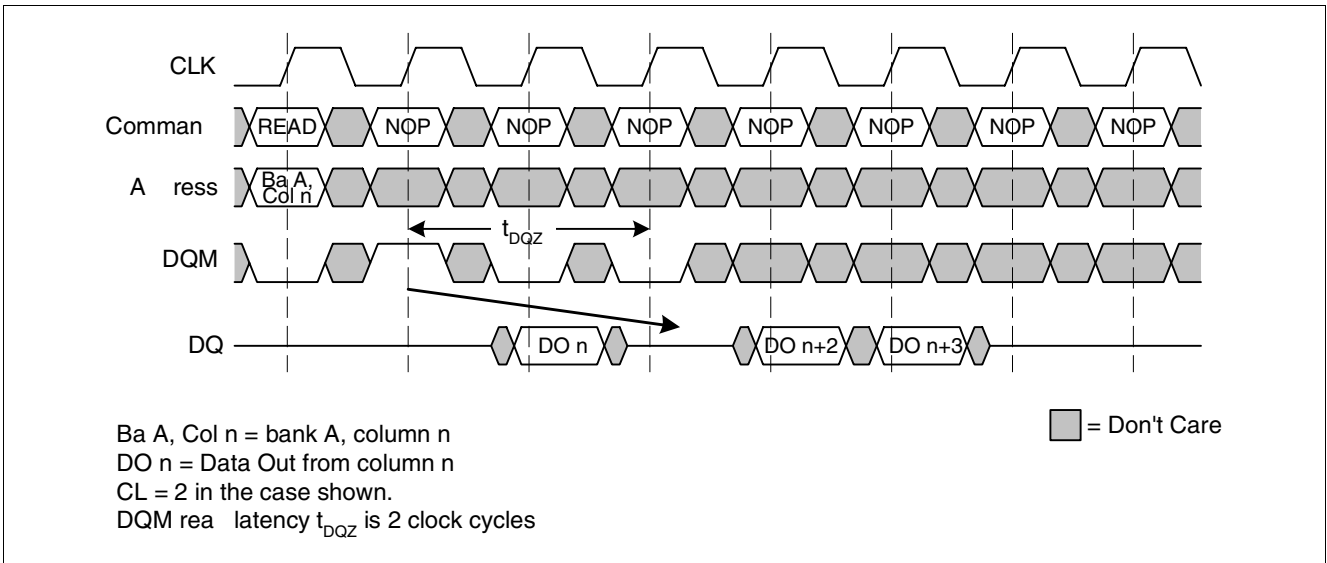 CLK
Comman
READ NOP NOP NOP NOP NOP NOP NOP
A ress
Ba A,
Col n
t_DQZ
DQM
DQ
DO n DO n+2 DO n+3
Ba A, Col n = bank A, column n
DO n = Data Out from column n
CL = 2 in the case shown.
DQM rea latency t_DQZ is 2 clock cycles
= Don't Care